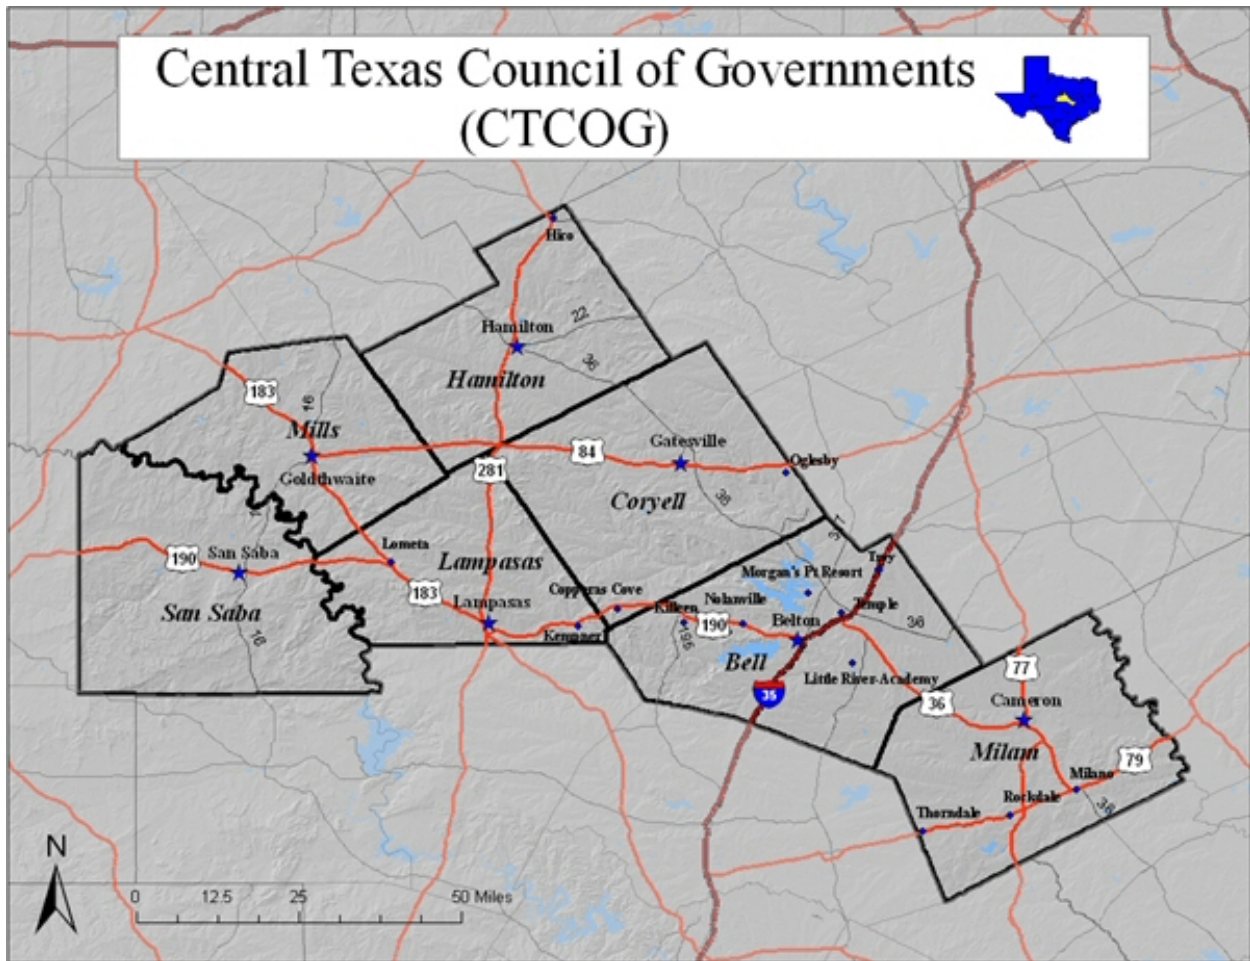 Central Texas Council of Governments
(CTCOG)
Hico
Hamilton
22
36
Hamilton
183
16
Mills
Goldthwaite
84
Gatesville
Oglesby
281
36
Coryell
16
190
San Saba
San Saba
16
Lometa
Lampasas
183
Lampasas
Copperas Cove
Kempner
Killeen
195
190
Nolanville
Morgan's Pt Resort
Troy
Temple
Belton
36
Bell
Little River-Academy
35
77
36
Cameron
Milam
79
Milano
Rockdale
36
Thorndale
N
0 12.5 25 50 Miles